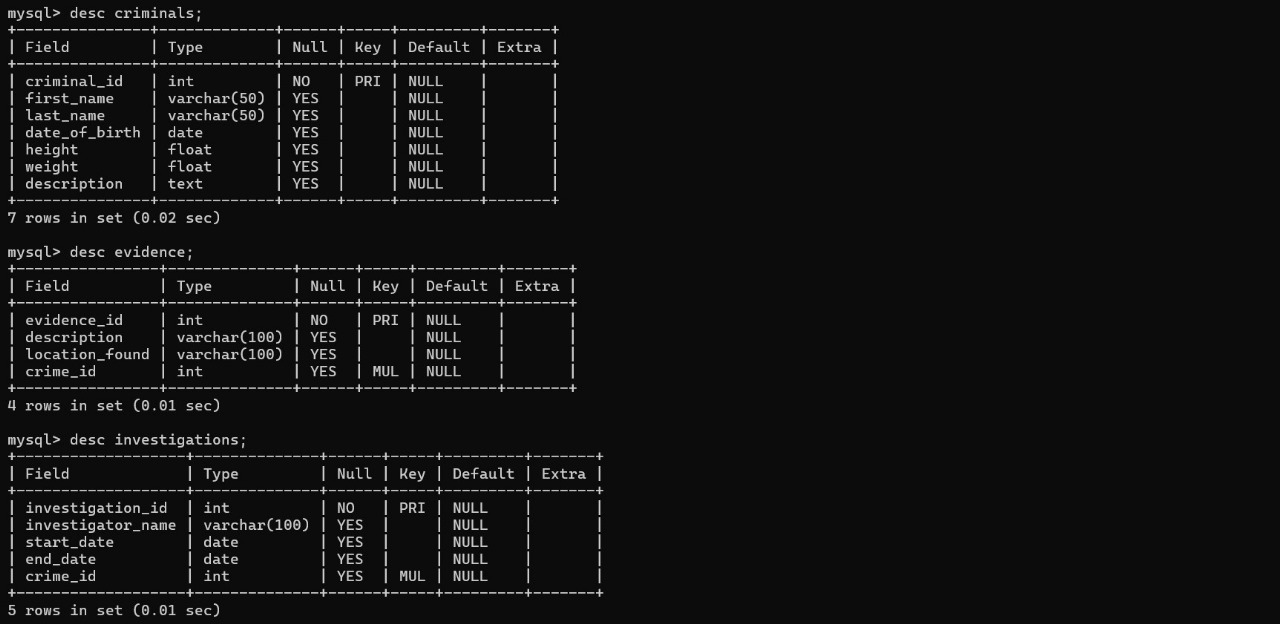 mysql> desc criminals;
+---------------+-------------+------+-----+---------+-------+
| Field         | Type        | Null | Key | Default | Extra |
+---------------+-------------+------+-----+---------+-------+
| criminal_id   | int         | NO   | PRI | NULL    |       |
| first_name    | varchar(50) | YES  |     | NULL    |       |
| last_name     | varchar(50) | YES  |     | NULL    |       |
| date_of_birth | date        | YES  |     | NULL    |       |
| height        | float       | YES  |     | NULL    |       |
| weight        | float       | YES  |     | NULL    |       |
| description   | text        | YES  |     | NULL    |       |
+---------------+-------------+------+-----+---------+-------+
7 rows in set (0.02 sec)

mysql> desc evidence;
+----------------+--------------+------+-----+---------+-------+
| Field          | Type         | Null | Key | Default | Extra |
+----------------+--------------+------+-----+---------+-------+
| evidence_id    | int          | NO   | PRI | NULL    |       |
| description    | varchar(100) | YES  |     | NULL    |       |
| location_found | varchar(100) | YES  |     | NULL    |       |
| crime_id       | int          | YES  | MUL | NULL    |       |
+----------------+--------------+------+-----+---------+-------+
4 rows in set (0.01 sec)

mysql> desc investigations;
+-------------------+--------------+------+-----+---------+-------+
| Field             | Type         | Null | Key | Default | Extra |
+-------------------+--------------+------+-----+---------+-------+
| investigation_id  | int          | NO   | PRI | NULL    |       |
| investigator_name | varchar(100) | YES  |     | NULL    |       |
| start_date        | date         | YES  |     | NULL    |       |
| end_date          | date         | YES  |     | NULL    |       |
| crime_id          | int          | YES  | MUL | NULL    |       |
+-------------------+--------------+------+-----+---------+-------+
5 rows in set (0.01 sec)